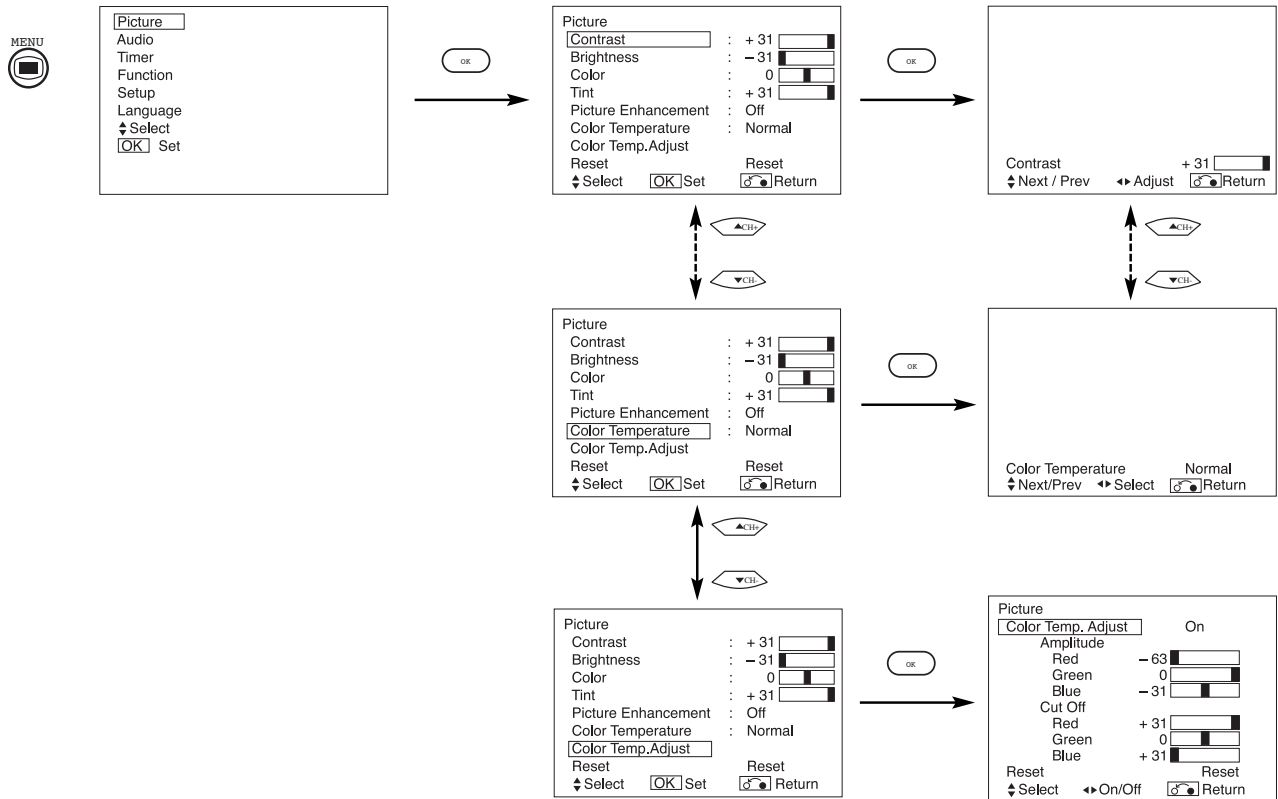 MENU
Picture
Audio
Timer
Function
Setup
Language
Select
OK Set
OK
Picture
Contrast : + 31
Brightness : – 31
Color : 0
Tint : + 31
Picture Enhancement : Off
Color Temperature : Normal
Color Temp.Adjust
Reset Reset
Select OK Set Return
OK
Contrast + 31
Next / Prev Adjust Return
▲CH+
▼CH-
▲CH+
▼CH-
Picture
Contrast : + 31
Brightness : – 31
Color : 0
Tint : + 31
Picture Enhancement : Off
Color Temperature : Normal
Color Temp.Adjust
Reset Reset
Select OK Set Return
OK
Color Temperature Normal
Next/Prev Select Return
▲CH+
▼CH-
Picture
Contrast : + 31
Brightness : – 31
Color : 0
Tint : + 31
Picture Enhancement : Off
Color Temperature : Normal
Color Temp.Adjust
Reset Reset
Select OK Set Return
OK
Picture
Color Temp. Adjust On
Amplitude
Red – 63
Green 0
Blue – 31
Cut Off
Red + 31
Green 0
Blue + 31
Reset Reset
Select On/Off Return